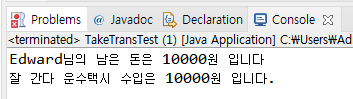 Problems @ Javadoc Declaration Console
<terminated> TakeTransTest (1) [Java Application] C:₩Users₩Ad
Edward님의 남은 돈은 10000원 입니다
잘 간다 운수택시 수입은 10000원 입니다.